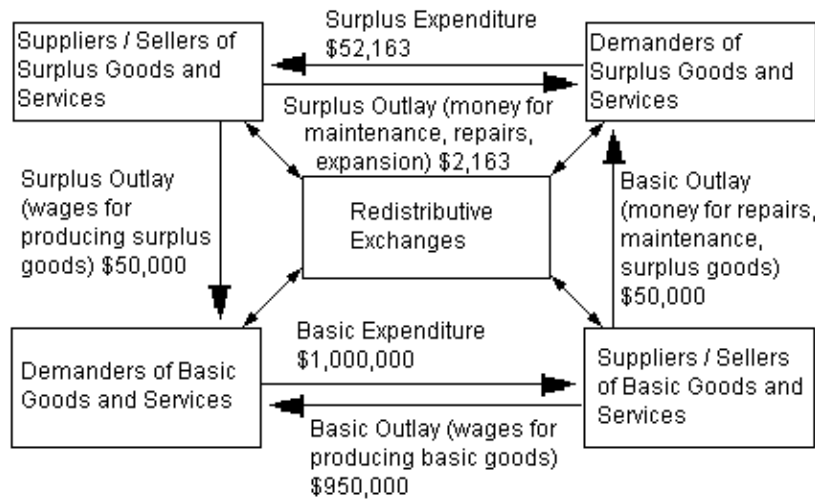 Suppliers / Sellers of
Surplus Goods and
Services
Surplus Expenditure
$52,163
Demanders of
Surplus Goods and
Services
Surplus Outlay (money for
maintenance, repairs,
expansion) $2,163
Surplus Outlay
(wages for
producing surplus
goods) $50,000
Redistributive
Exchanges
Basic Outlay
(money for repairs,
maintenance,
surplus goods)
$50,000
Demanders of Basic
Goods and Services
Basic Expenditure
$1,000,000
Suppliers / Sellers
of Basic Goods and
Services
Basic Outlay (wages for
producing basic goods)
$950,000